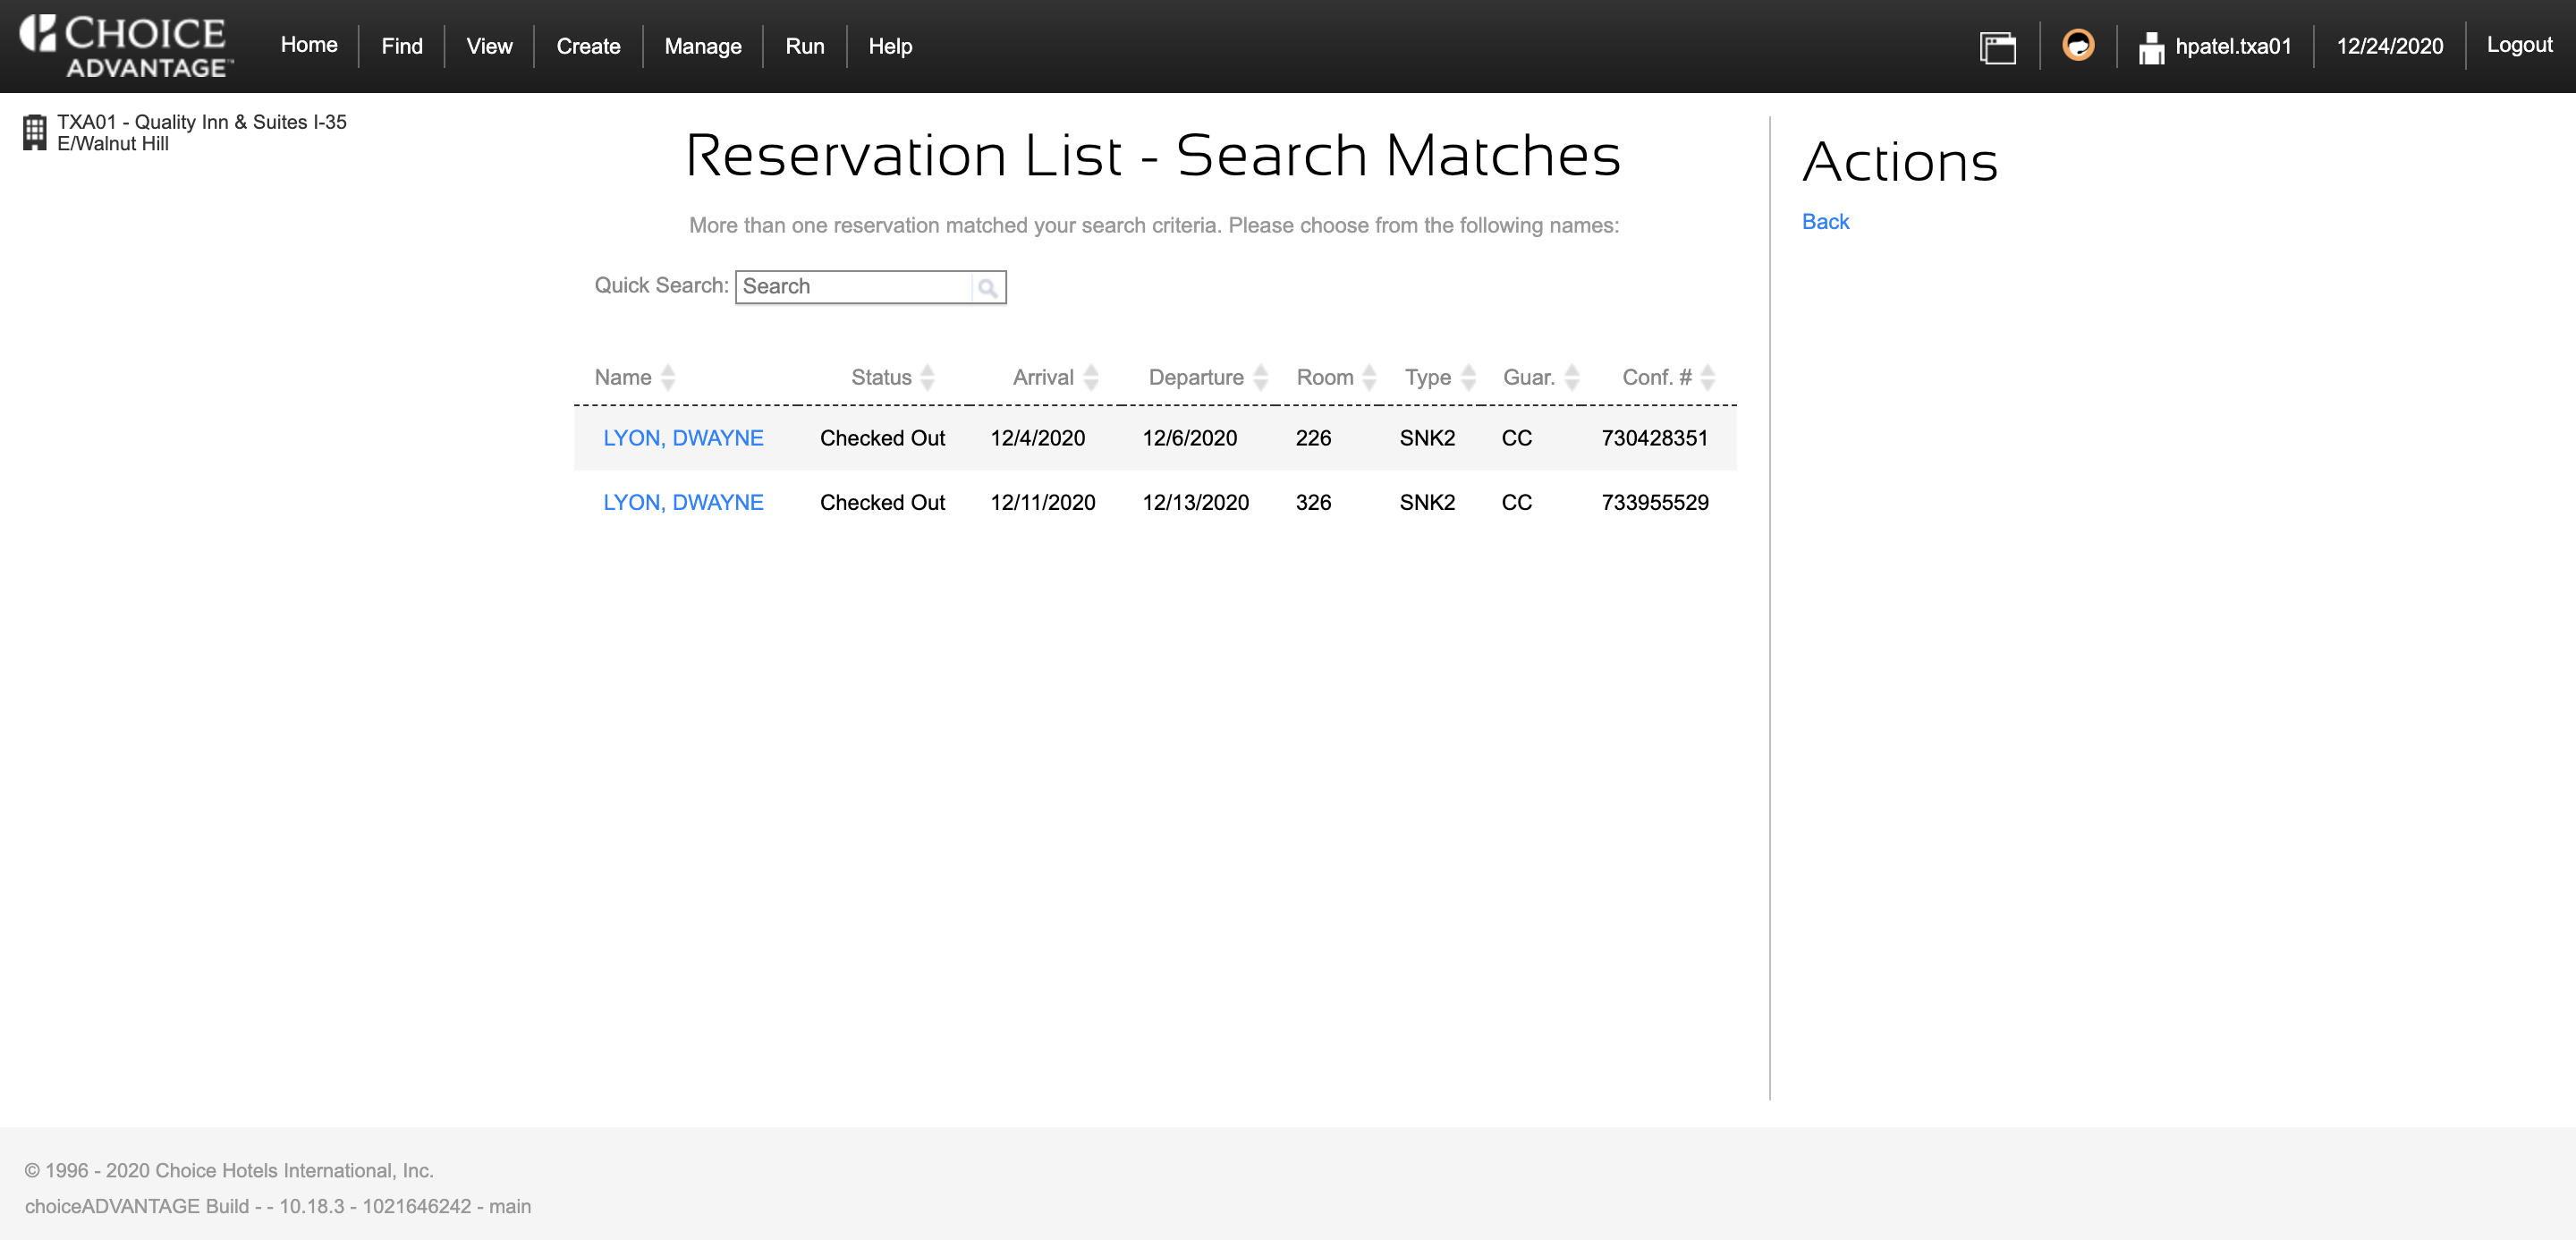 CHOICE
ADVANTAGE™
Home Find View Create Manage Run Help hpatel.txa01 12/24/2020 Logout
TXA01 - Quality Inn & Suites I-35
E/Walnut Hill
Reservation List - Search Matches
More than one reservation matched your search criteria. Please choose from the following names:
Quick Search: Search
Name Status Arrival Departure Room Type Guar. Conf. #
LYON, DWAYNE Checked Out 12/4/2020 12/6/2020 226 SNK2 CC 730428351
LYON, DWAYNE Checked Out 12/11/2020 12/13/2020 326 SNK2 CC 733955529
Actions
Back
© 1996 - 2020 Choice Hotels International, Inc.
choiceADVANTAGE Build - - 10.18.3 - 1021646242 - main